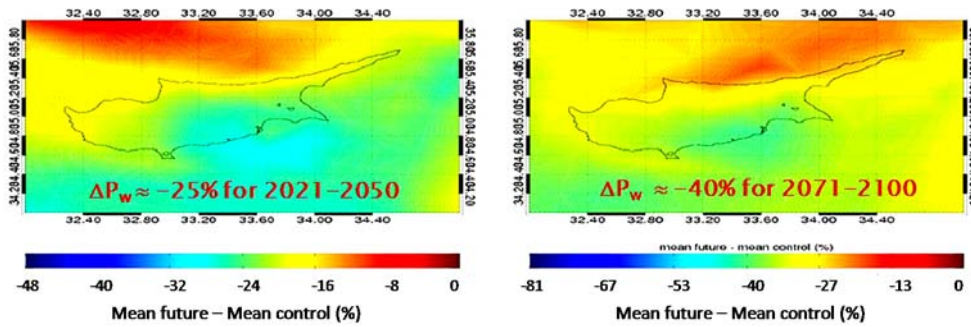 32.40 32.80 33.20 33.60 34.00 34.40
32.40 32.80 33.20 33.60 34.00 34.40
ΔP_w ≈ −25% for 2021−2050
ΔP_w ≈ −40% for 2071−2100
32.40 32.80 33.20 33.60 34.00 34.40
32.40 32.80 33.20 33.60 34.00 34.40
mean future - mean control (%)
-48 -40 -32 -24 -16 -8 0
-81 -67 -53 -40 -27 -13 0
Mean future − Mean control (%)
Mean future − Mean control (%)